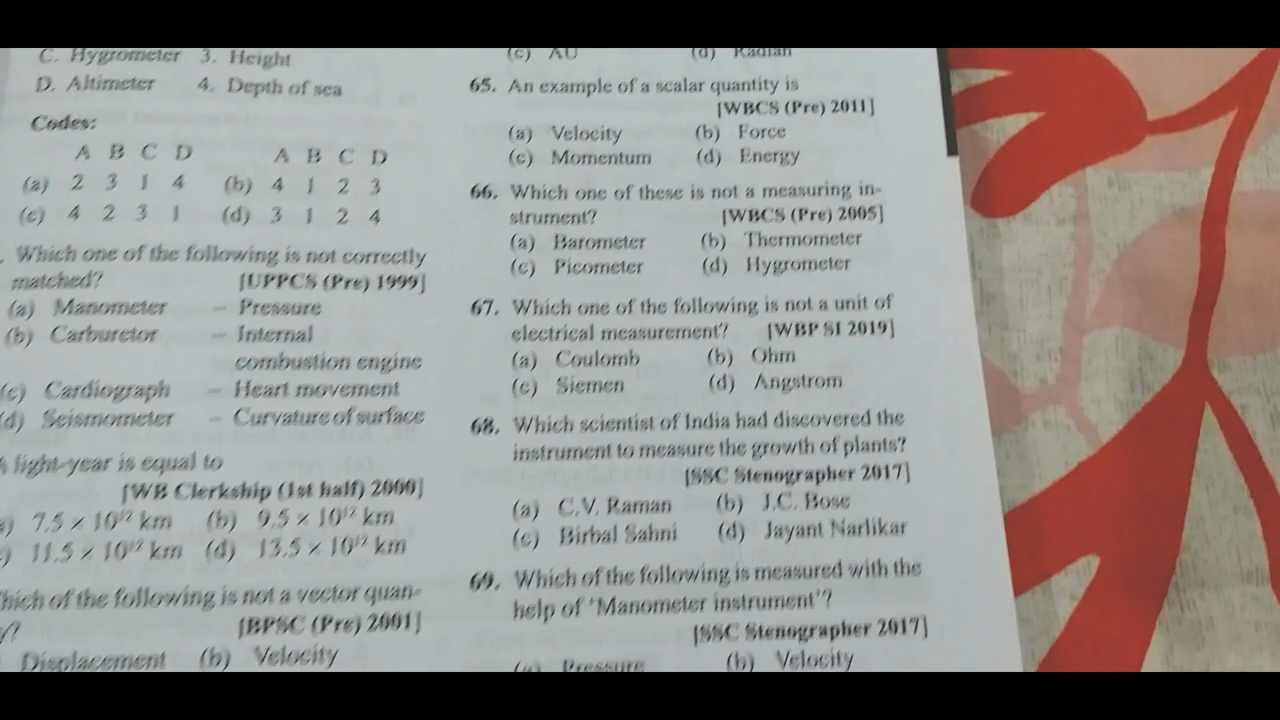 C. Hygrometer 3. Height
D. Altimeter 4. Depth of sea
Codes:
A B C D A B C D
(a) 2 3 1 4 (b) 4 1 2 3
(c) 4 2 3 1 (d) 3 1 2 4
. Which one of the following is not correctly
matched? [UPPCS (Pre) 1999]
(a) Manometer – Pressure
(b) Carburetor – Internal
combustion engine
(c) Cardiograph – Heart movement
(d) Seismometer – Curvature of surface
A light-year is equal to
[WB Clerkship (1st half) 2000]
a) 7.5 × 10¹² km (b) 9.5 × 10¹² km
c) 11.5 × 10¹² km (d) 13.5 × 10¹² km
hich of the following is not a vector quan-
y? [BPSC (Pre) 2001]
Displacement (b) Velocity
(c) AU (d) Radian
65. An example of a scalar quantity is
[WBCS (Pre) 2011]
(a) Velocity (b) Force
(c) Momentum (d) Energy
66. Which one of these is not a measuring in-
strument? [WBCS (Pre) 2005]
(a) Barometer (b) Thermometer
(c) Picometer (d) Hygrometer
67. Which one of the following is not a unit of
electrical measurement? [WBP SI 2019]
(a) Coulomb (b) Ohm
(c) Siemen (d) Angstrom
68. Which scientist of India had discovered the
instrument to measure the growth of plants?
[SSC Stenographer 2017]
(a) C.V. Raman (b) J.C. Bose
(c) Birbal Sahni (d) Jayant Narlikar
69. Which of the following is measured with the
help of 'Manometer instrument'?
[SSC Stenographer 2017]
(a) Pressure (b) Velocity